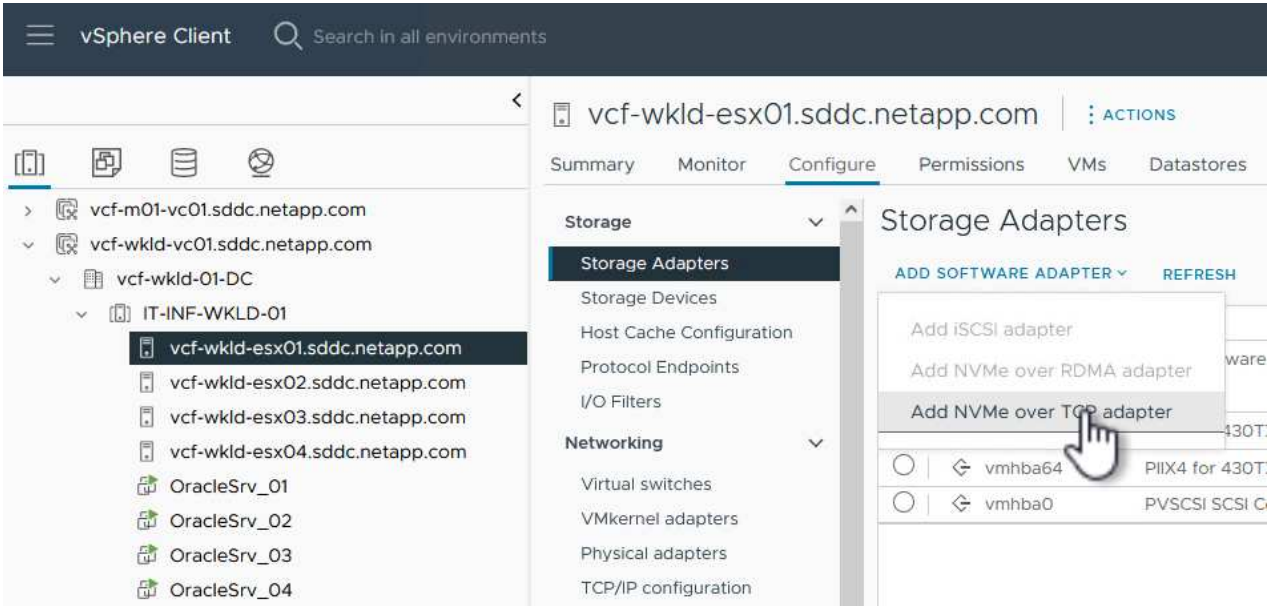 vSphere Client
Search in all environments
vcf-wkld-esx01.sddc.netapp.com
ACTIONS
Summary Monitor Configure Permissions VMs Datastores
vcf-m01-vc01.sddc.netapp.com
vcf-wkld-vc01.sddc.netapp.com
vcf-wkld-01-DC
IT-INF-WKLD-01
vcf-wkld-esx01.sddc.netapp.com
vcf-wkld-esx02.sddc.netapp.com
vcf-wkld-esx03.sddc.netapp.com
vcf-wkld-esx04.sddc.netapp.com
OracleSrv_01
OracleSrv_02
OracleSrv_03
OracleSrv_04
Storage
Storage Adapters
Storage Devices
Host Cache Configuration
Protocol Endpoints
I/O Filters
Networking
Virtual switches
VMkernel adapters
Physical adapters
TCP/IP configuration
Storage Adapters
ADD SOFTWARE ADAPTER REFRESH
Add iSCSI adapter
Add NVMe over RDMA adapter
Add NVMe over TCP adapter
ware
430T
vmhba64 PIIX4 for 430T
vmhba0 PVSCSI SCSI C